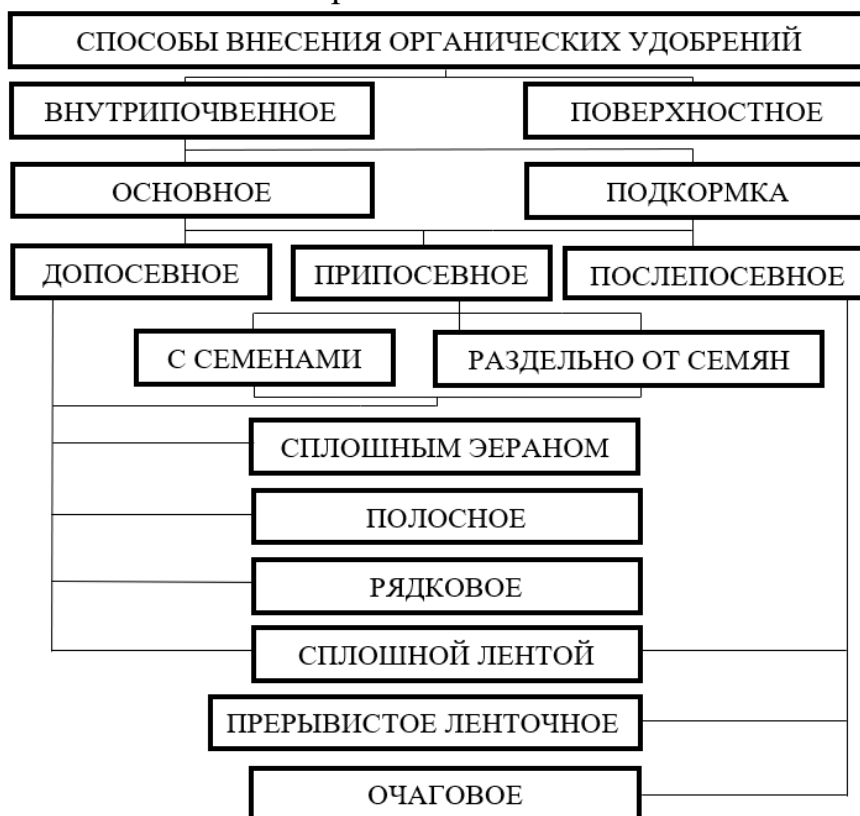 СПОСОБЫ ВНЕСЕНИЯ ОРГАНИЧЕСКИХ УДОБРЕНИЙ
ВНУТРИПОЧВЕННОЕ
ПОВЕРХНОСТНОЕ
ОСНОВНОЕ
ПОДКОРМКА
ДОПОСЕВНОЕ
ПРИПОСЕВНОЕ
ПОСЛЕПОСЕВНОЕ
С СЕМЕНАМИ
РАЗДЕЛЬНО ОТ СЕМЯН
СПЛОШНЫМ ЭЕРАНОМ
ПОЛОСНОЕ
РЯДКОВОЕ
СПЛОШНОЙ ЛЕНТОЙ
ПРЕРЫВИСТОЕ ЛЕНТОЧНОЕ
ОЧАГОВОЕ